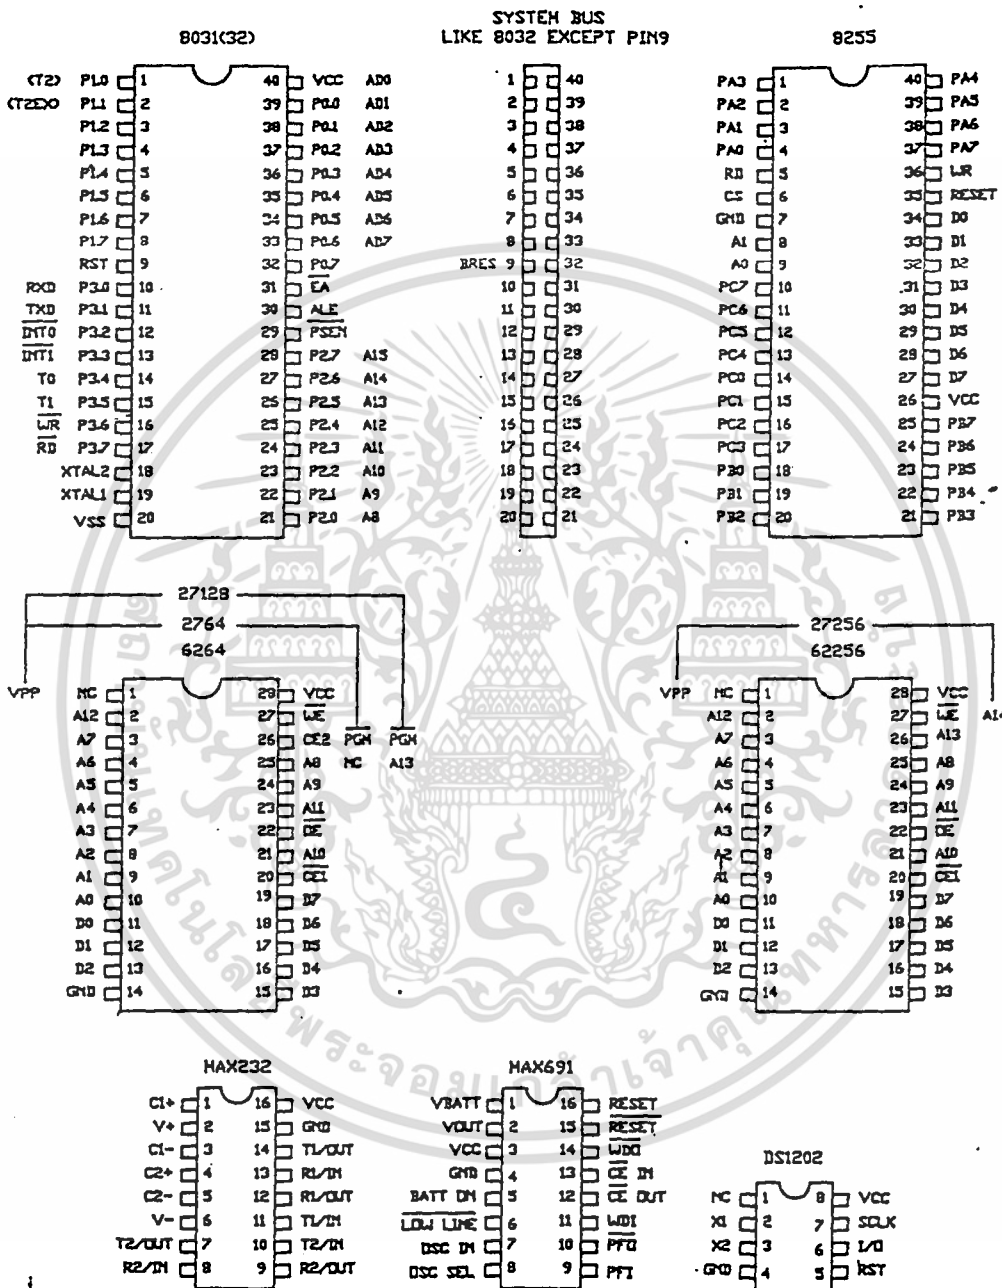 SYSTEM BUS
8031(32) LIKE 8032 EXCEPT PIN9 8255
(T2) P1.0 1 40 VCC AD0 1 40 PA3 1 40 PA4
(T2EX) P1.1 2 39 P0.0 AD1 2 39 PA2 2 39 PA5
P1.2 3 38 P0.1 AD2 3 38 PA1 3 38 PA6
P1.3 4 37 P0.2 AD3 4 37 PA0 4 37 PA7
P1.4 5 36 P0.3 AD4 5 36 RD 5 36 WR
P1.5 6 35 P0.4 AD5 6 35 CS 6 35 RESET
P1.6 7 34 P0.5 AD6 7 34 GND 7 34 D0
P1.7 8 33 P0.6 AD7 8 33 A1 8 33 D1
RST 9 32 P0.7 BRES 9 32 A0 9 32 D2
RXD P3.0 10 31 EA 10 31 PC7 10 31 D3
TXD P3.1 11 30 ALE 11 30 PC6 11 30 D4
INT0 P3.2 12 29 PSEN 12 29 PC5 12 29 D5
INT1 P3.3 13 28 P2.7 A15 13 28 PC4 13 28 D6
T0 P3.4 14 27 P2.6 A14 14 27 PC0 14 27 D7
T1 P3.5 15 26 P2.5 A13 15 26 PC1 15 26 VCC
WR P3.6 16 25 P2.4 A12 16 25 PC2 16 25 PB7
RD P3.7 17 24 P2.3 A11 17 24 PC3 17 24 PB6
XTAL2 18 23 P2.2 A10 18 23 PB0 18 23 PB5
XTAL1 19 22 P2.1 A9 19 22 PB1 19 22 PB4
VSS 20 21 P2.0 A8 20 21 PB2 20 21 PB3
27128
2764 27256
6264 62256
VPP NC 1 28 VCC VPP NC 1 28 VCC
A12 2 27 WE PGM PGM A12 2 27 WE A14
A7 3 26 CE2 NC A13 A7 3 26 A13
A6 4 25 A8 A6 4 25 A8
A5 5 24 A9 A5 5 24 A9
A4 6 23 A11 A4 6 23 A11
A3 7 22 OE A3 7 22 OE
A2 8 21 A10 A2 8 21 A10
A1 9 20 CE1 A1 9 20 CE1
A0 10 19 D7 A0 10 19 D7
D0 11 18 D6 D0 11 18 D6
D1 12 17 D5 D1 12 17 D5
D2 13 16 D4 D2 13 16 D4
GND 14 15 D3 GND 14 15 D3
MAX232 MAX691
C1+ 1 16 VCC VBATT 1 16 RESET
V+ 2 15 GND VOUT 2 15 RESET
C1- 3 14 T1/OUT VCC 3 14 WDO
C2+ 4 13 R1/IN GND 4 13 CE IN
C2- 5 12 R1/OUT BATT ON 5 12 CE OUT
V- 6 11 T1/IN LOW LINE 6 11 WDI
T2/OUT 7 10 T2/IN OSC IN 7 10 PFO
R2/IN 8 9 R2/OUT OSC SEL 8 9 PFI
DS1202
NC 1 8 VCC
X1 2 7 SCLK
X2 3 6 I/O
GND 4 5 RST